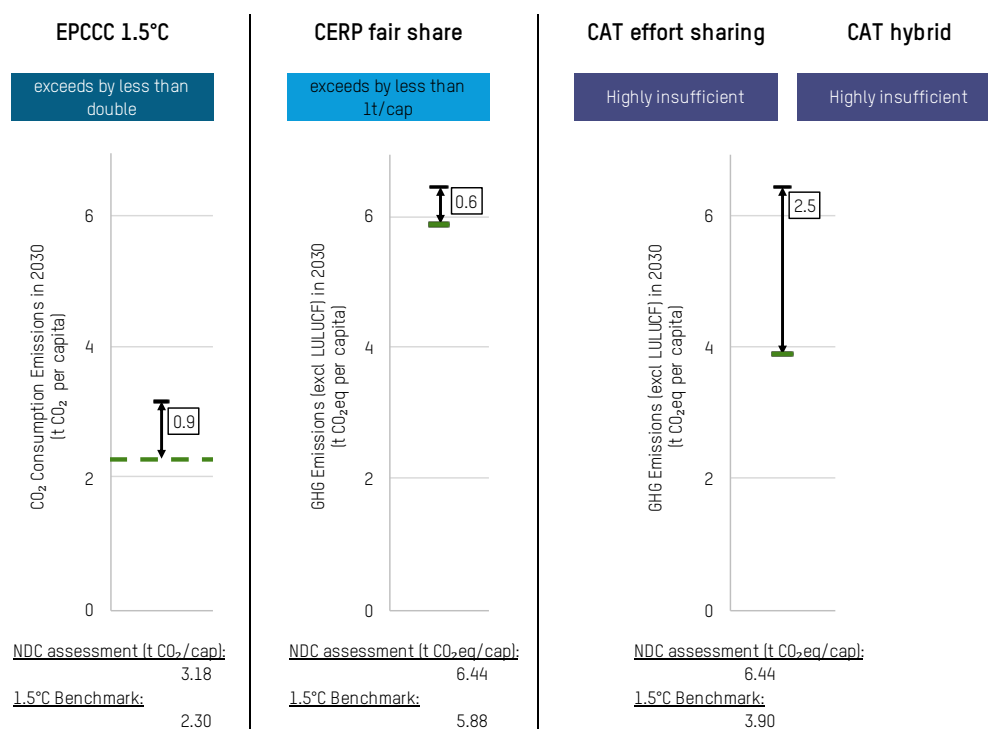 EPCCC 1.5°C
exceeds by less than
double
CO₂ Consumption Emissions in 2030
(t CO₂ per capita)
6
4
2
0
0.9
NDC assessment (t CO₂/cap):
3.18
1.5°C Benchmark:
2.30
CERP fair share
exceeds by less than
1t/cap
GHG Emissions (excl LULUCF) in 2030
(t CO₂eq per capita)
6
4
2
0
0.6
NDC assessment (t CO₂eq/cap):
6.44
1.5°C Benchmark:
5.88
CAT effort sharing
CAT hybrid
Highly insufficient
Highly insufficient
GHG Emissions (excl LULUCF) in 2030
(t CO₂eq per capita)
6
4
2
0
2.5
NDC assessment (t CO₂eq/cap):
6.44
1.5°C Benchmark:
3.90